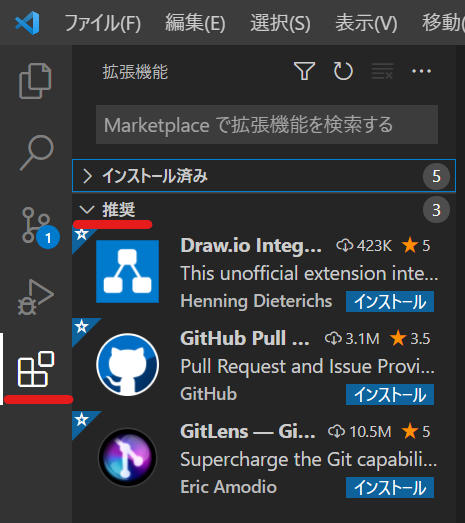 ファイル(F) 編集(E) 選択(S) 表示(V) 移動(
拡張機能
Marketplace で拡張機能を検索する
インストール済み 5
推奨 3
1
Draw.io Integ... 423K 5
This unofficial extension inte...
Henning Dieterichs インストール
GitHub Pull ... 3.1M 3.5
Pull Request and Issue Provi...
GitHub インストール
GitLens — Gi... 10.5M 5
Supercharge the Git capabili...
Eric Amodio インストール